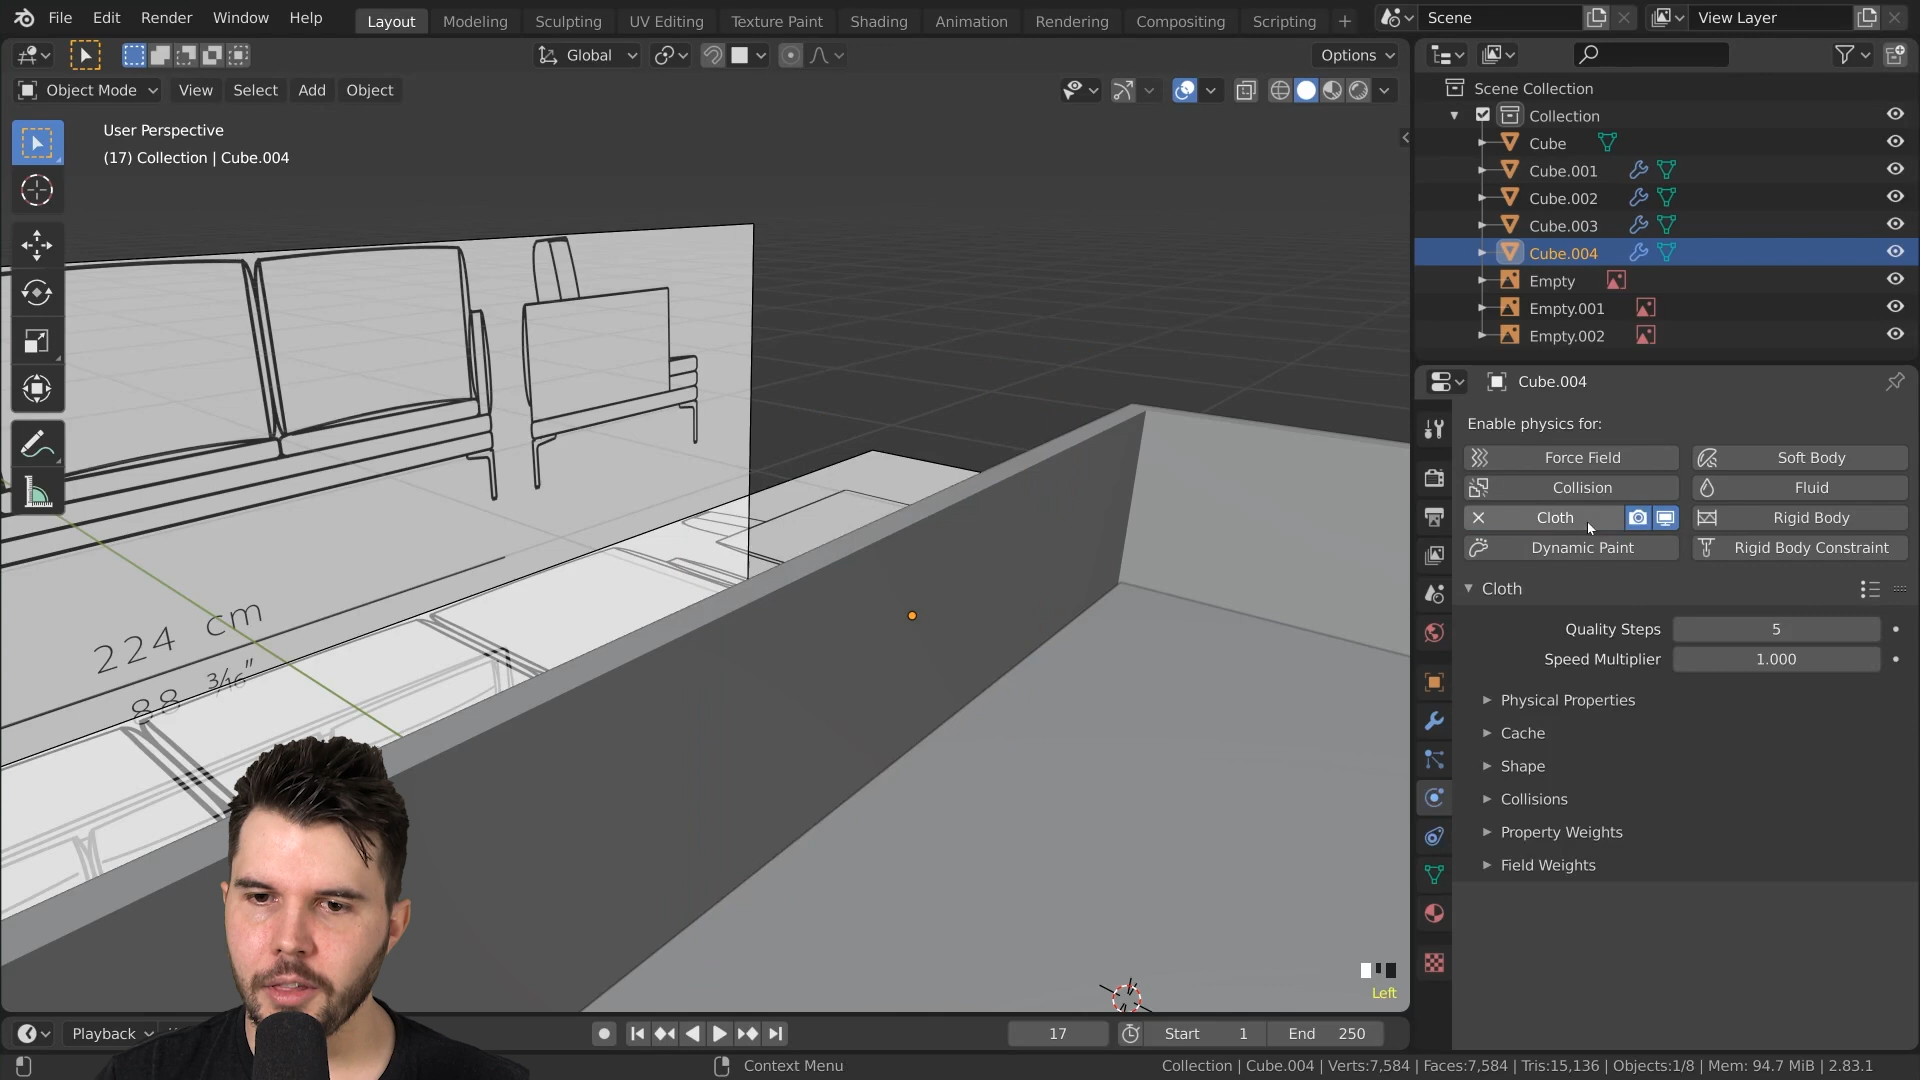 File Edit Render Window Help
Layout Modeling Sculpting UV Editing Texture Paint Shading Animation Rendering Compositing Scripting
Scene
View Layer
Global
Options
Object Mode View Select Add Object
User Perspective
(17) Collection | Cube.004
224 cm
88 3/16"
Left
Scene Collection
Collection
Cube
Cube.001
Cube.002
Cube.003
Cube.004
Empty
Empty.001
Empty.002
Cube.004
Enable physics for:
Force Field Soft Body
Collision Fluid
Cloth Rigid Body
Dynamic Paint Rigid Body Constraint
Cloth
Quality Steps 5
Speed Multiplier 1.000
Physical Properties
Cache
Shape
Collisions
Property Weights
Field Weights
Playback 17 Start 1 End 250
Context Menu
Collection | Cube.004 | Verts:7,584 | Faces:7,584 | Tris:15,136 | Objects:1/8 | Mem: 94.7 MiB | 2.83.1